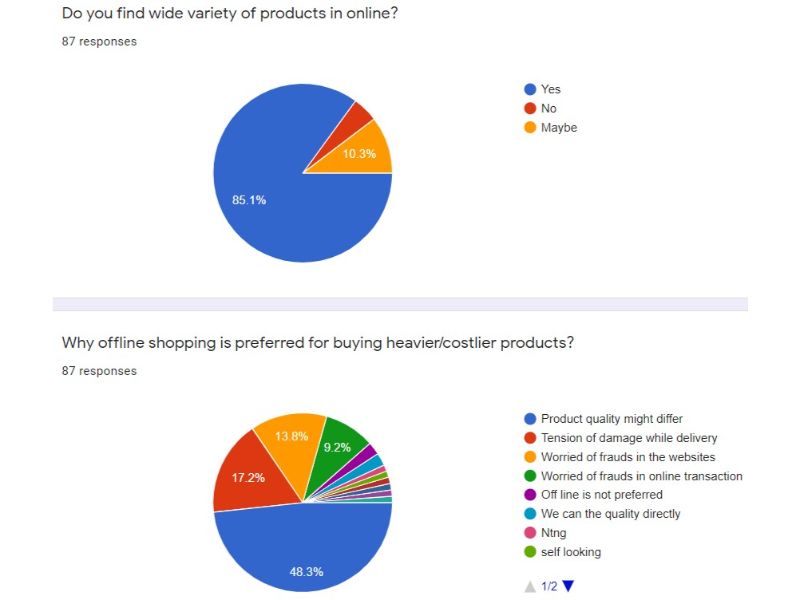 Do you find wide variety of products in online?
87 responses
Yes
No
Maybe
10.3%
85.1%
Why offline shopping is preferred for buying heavier/costlier products?
87 responses
Product quality might differ
Tension of damage while delivery
Worried of frauds in the websites
Worried of frauds in online transaction
Off line is not preferred
We can the quality directly
Ntng
self looking
13.8%
9.2%
17.2%
48.3%
1/2